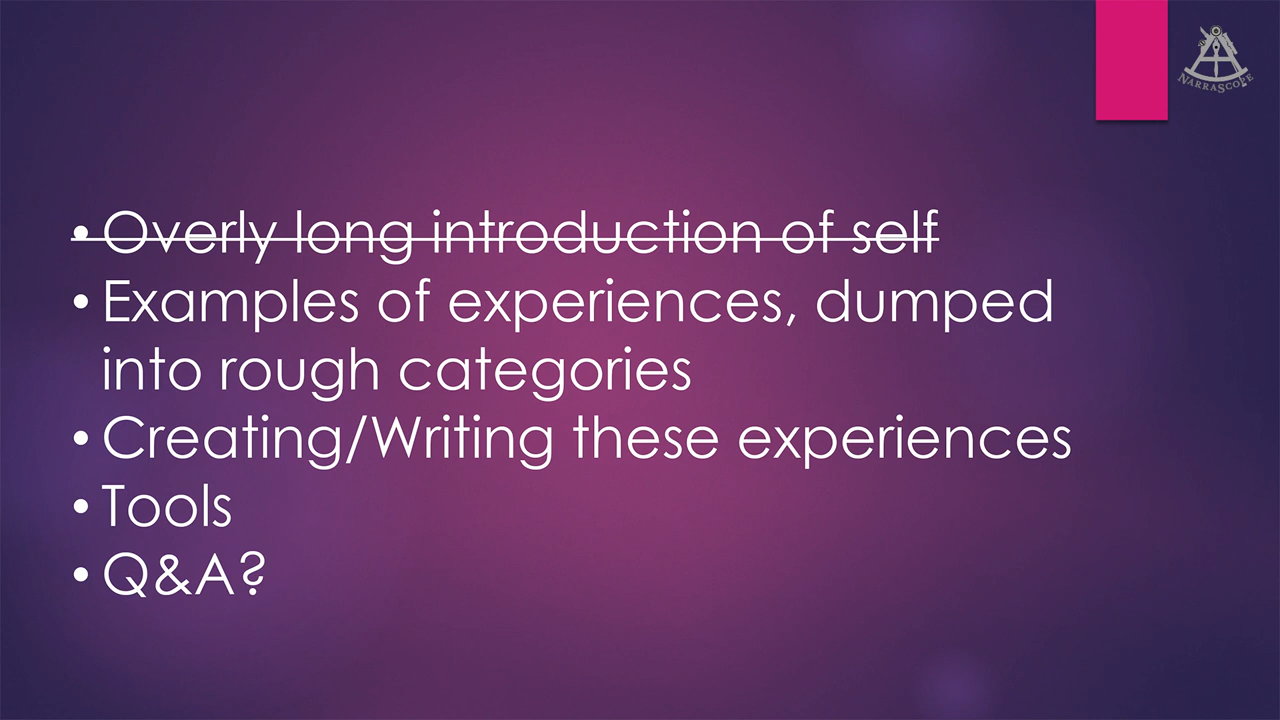 NarraScope
• Overly long introduction of self
• Examples of experiences, dumped
into rough categories
• Creating/Writing these experiences
• Tools
• Q&A?